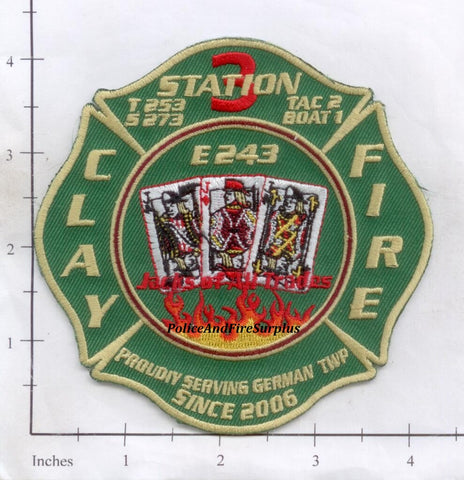 3
STATION
T 253
S 273
TAC 2
BOAT 1
E 243
CLAY
FIRE
J
Jacks of All Trades
PoliceAndFireSurplus
PROUDLY SERVING GERMAN TWP
SINCE 2006
4
3
2
1
Inches
1
2
3
4